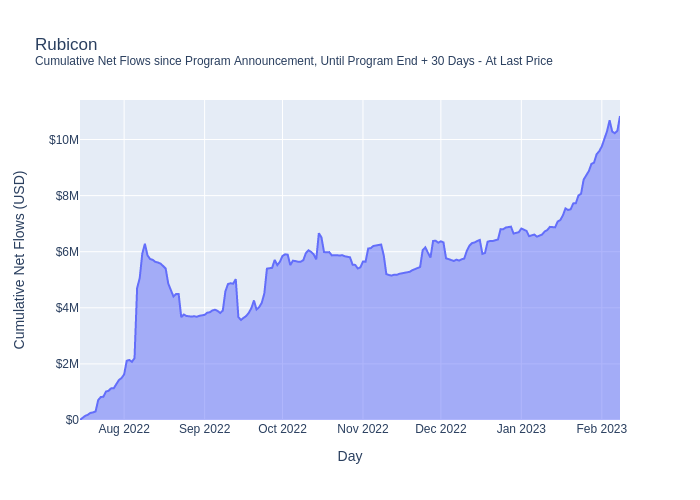 Rubicon
Cumulative Net Flows since Program Announcement, Until Program End + 30 Days - At Last Price
Cumulative Net Flows (USD)
$10M
$8M
$6M
$4M
$2M
$0
Aug 2022
Sep 2022
Oct 2022
Nov 2022
Dec 2022
Jan 2023
Feb 2023
Day